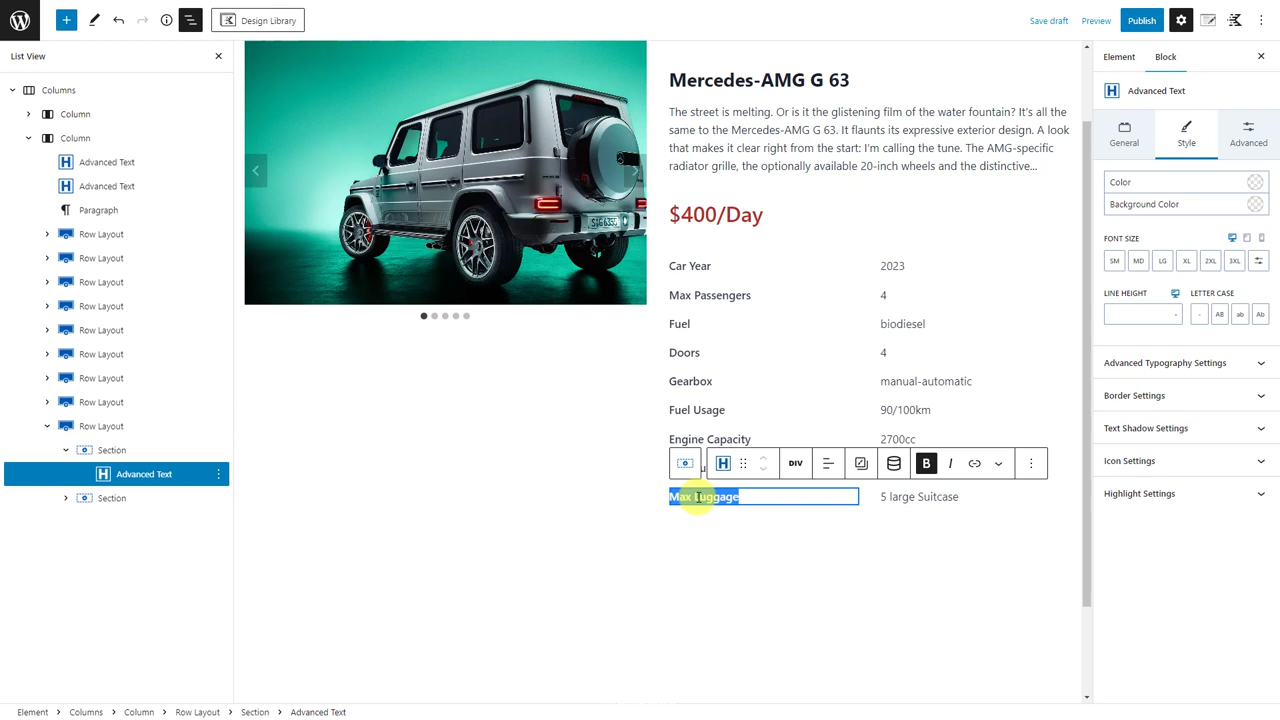 Design Library
Save draft
Preview
Publish
List View
Columns
Column
Column
Advanced Text
Advanced Text
Paragraph
Row Layout
Row Layout
Row Layout
Row Layout
Row Layout
Row Layout
Row Layout
Row Layout
Row Layout
Section
Advanced Text
Section
Mercedes-AMG G 63
The street is melting. Or is it the glistening film of the water fountain? It's all the
same to the Mercedes-AMG G 63. It flaunts its expressive exterior design. A look
that makes it clear right from the start: I'm calling the tune. The AMG-specific
radiator grille, the optionally available 20-inch wheels and the distinctive...
$400/Day
Car Year 2023
Max Passengers 4
Fuel biodiesel
Doors 4
Gearbox manual-automatic
Fuel Usage 90/100km
Engine Capacity 2700cc
DIV
B I
Max Luggage 5 large Suitcase
Element
Block
Advanced Text
General
Style
Advanced
Color
Background Color
FONT SIZE
SM MD LG XL 2XL 3XL
LINE HEIGHT LETTER CASE
- - AB ab Ab
Advanced Typography Settings
Border Settings
Text Shadow Settings
Icon Settings
Highlight Settings
Element Columns Column Row Layout Section Advanced Text